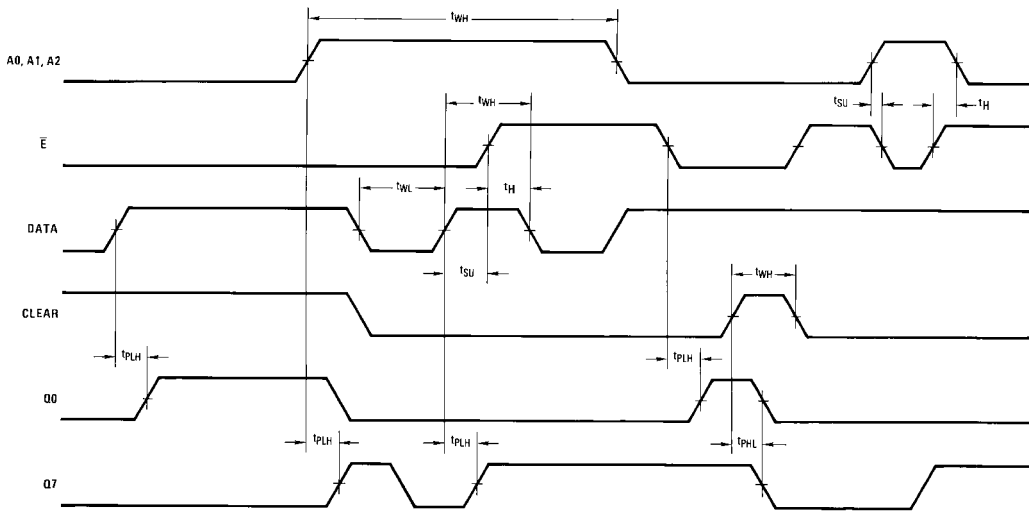 tWH
A0, A1, A2
tSU
tH
tWH
E̅
tWL
tH
DATA
tSU
tWH
CLEAR
tPLH
tPLH
Q0
tPLH
tPLH
tPHL
Q7